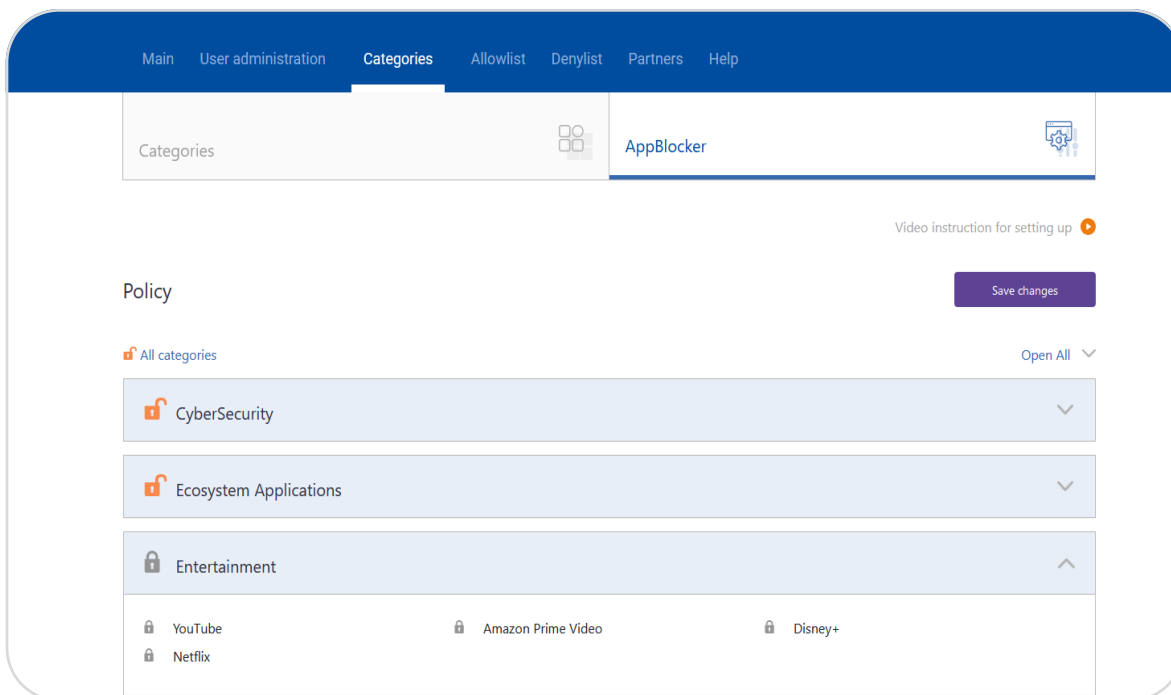 Main User administration Categories Allowlist Denylist Partners Help
Categories AppBlocker
Video instruction for setting up
Policy Save changes
All categories Open All
CyberSecurity
Ecosystem Applications
Entertainment
YouTube Amazon Prime Video Disney+
Netflix